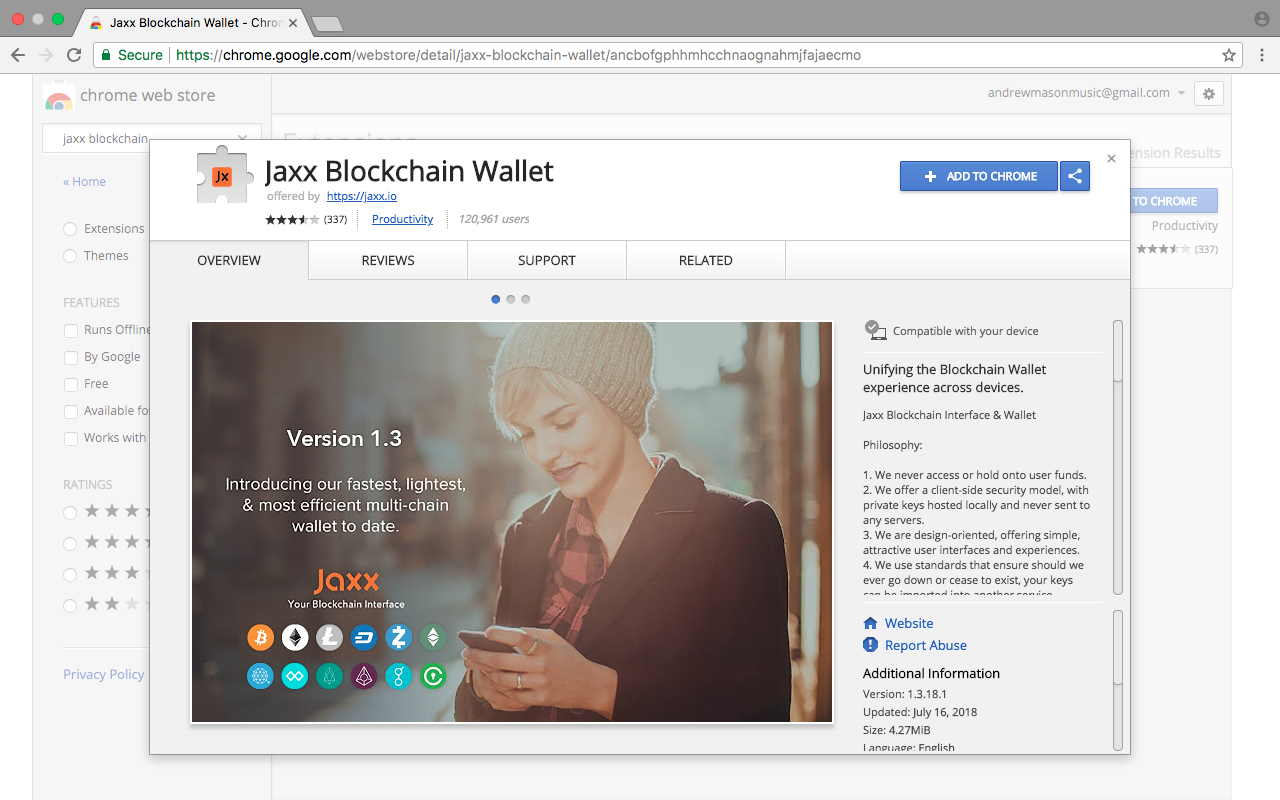 Jaxx Blockchain Wallet - Chron
Secure https://chrome.google.com/webstore/detail/jaxx-blockchain-wallet/ancbofgphhmhcchnaognahmjfajaecmo
chrome web store
andrewmasonmusic@gmail.com
jaxx blockchain
Extensions
ension Results
« Home
Extensions
Themes
FEATURES
Runs Offline
By Google
Free
Available fo
Works with
RATINGS
Privacy Policy
TO CHROME
Productivity
(337)
Jx
Jaxx Blockchain Wallet
offered by https://jaxx.io
(337) Productivity 120,961 users
ADD TO CHROME
OVERVIEW REVIEWS SUPPORT RELATED
Version 1.3
Introducing our fastest, lightest,
& most efficient multi-chain
wallet to date.
Jaxx
Your Blockchain Interface
Compatible with your device
Unifying the Blockchain Wallet
experience across devices.
Jaxx Blockchain Interface & Wallet
Philosophy:
1. We never access or hold onto user funds.
2. We offer a client-side security model, with
private keys hosted locally and never sent to
any servers.
3. We are design-oriented, offering simple,
attractive user interfaces and experiences.
4. We use standards that ensure should we
ever go down or cease to exist, your keys
can be imported into another service
Website
Report Abuse
Additional Information
Version: 1.3.18.1
Updated: July 16, 2018
Size: 4.27MiB
Language: English